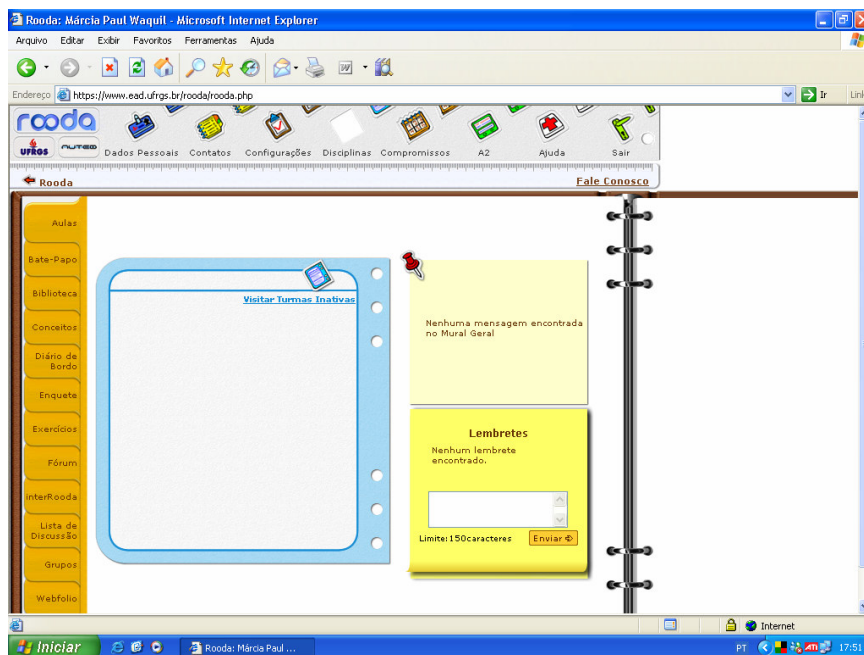 Rooda: Márcia Paul Waquil - Microsoft Internet Explorer
Arquivo Editar Exibir Favoritos Ferramentas Ajuda
Endereço https://www.ead.ufrgs.br/rooda/rooda.php Ir
rooda
UFRGS NUTED
Dados Pessoais Contatos Configurações Disciplinas Compromissos A2 Ajuda Sair
Rooda Fale Conosco
Aulas
Bate-Papo
Biblioteca
Conceitos
Diário de
Bordo
Enquete
Exercícios
Fórum
interRooda
Lista de
Discussão
Grupos
Webfolio
Visitar Turmas Inativas
Nenhuma mensagem encontrada
no Mural Geral
Lembretes
Nenhum lembrete
encontrado.
Limite:150caracteres Enviar
Internet
Iniciar Rooda: Márcia Paul ... PT ATI 17:51